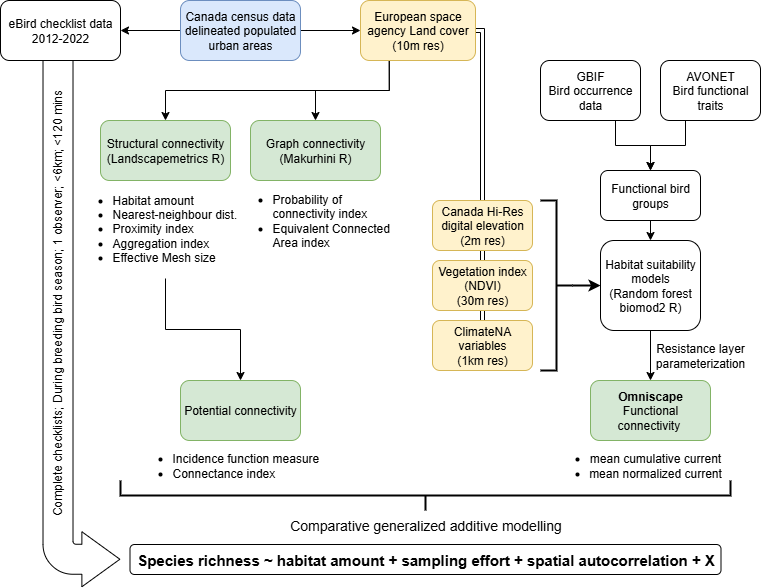 eBird checklist data
2012-2022
Canada census data
delineated populated
urban areas
European space
agency Land cover
(10m res)
GBIF
Bird occurrence
data
AVONET
Bird functional
traits
Structural connectivity
(Landscapemetrics R)
Graph connectivity
(Makurhini R)
Functional bird
groups
• Habitat amount
• Nearest-neighbour dist.
• Proximity index
• Aggregation index
• Effective Mesh size
• Probability of
connectivity index
• Equivalent Connected
Area index
Canada Hi-Res
digital elevation
(2m res)
Vegetation index
(NDVI)
(30m res)
ClimateNA
variables
(1km res)
Habitat suitability
models
(Random forest
biomod2 R)
Resistance layer
parameterization
Complete checklists; During breeding bird season; <6km; 1 observer; <120 mins
Potential connectivity
Omniscape
Functional
connectivity
• Incidence function measure
• Connectance index
• mean cumulative current
• mean normalized current
Comparative generalized additive modelling
Species richness ~ habitat amount + sampling effort + spatial autocorrelation + X